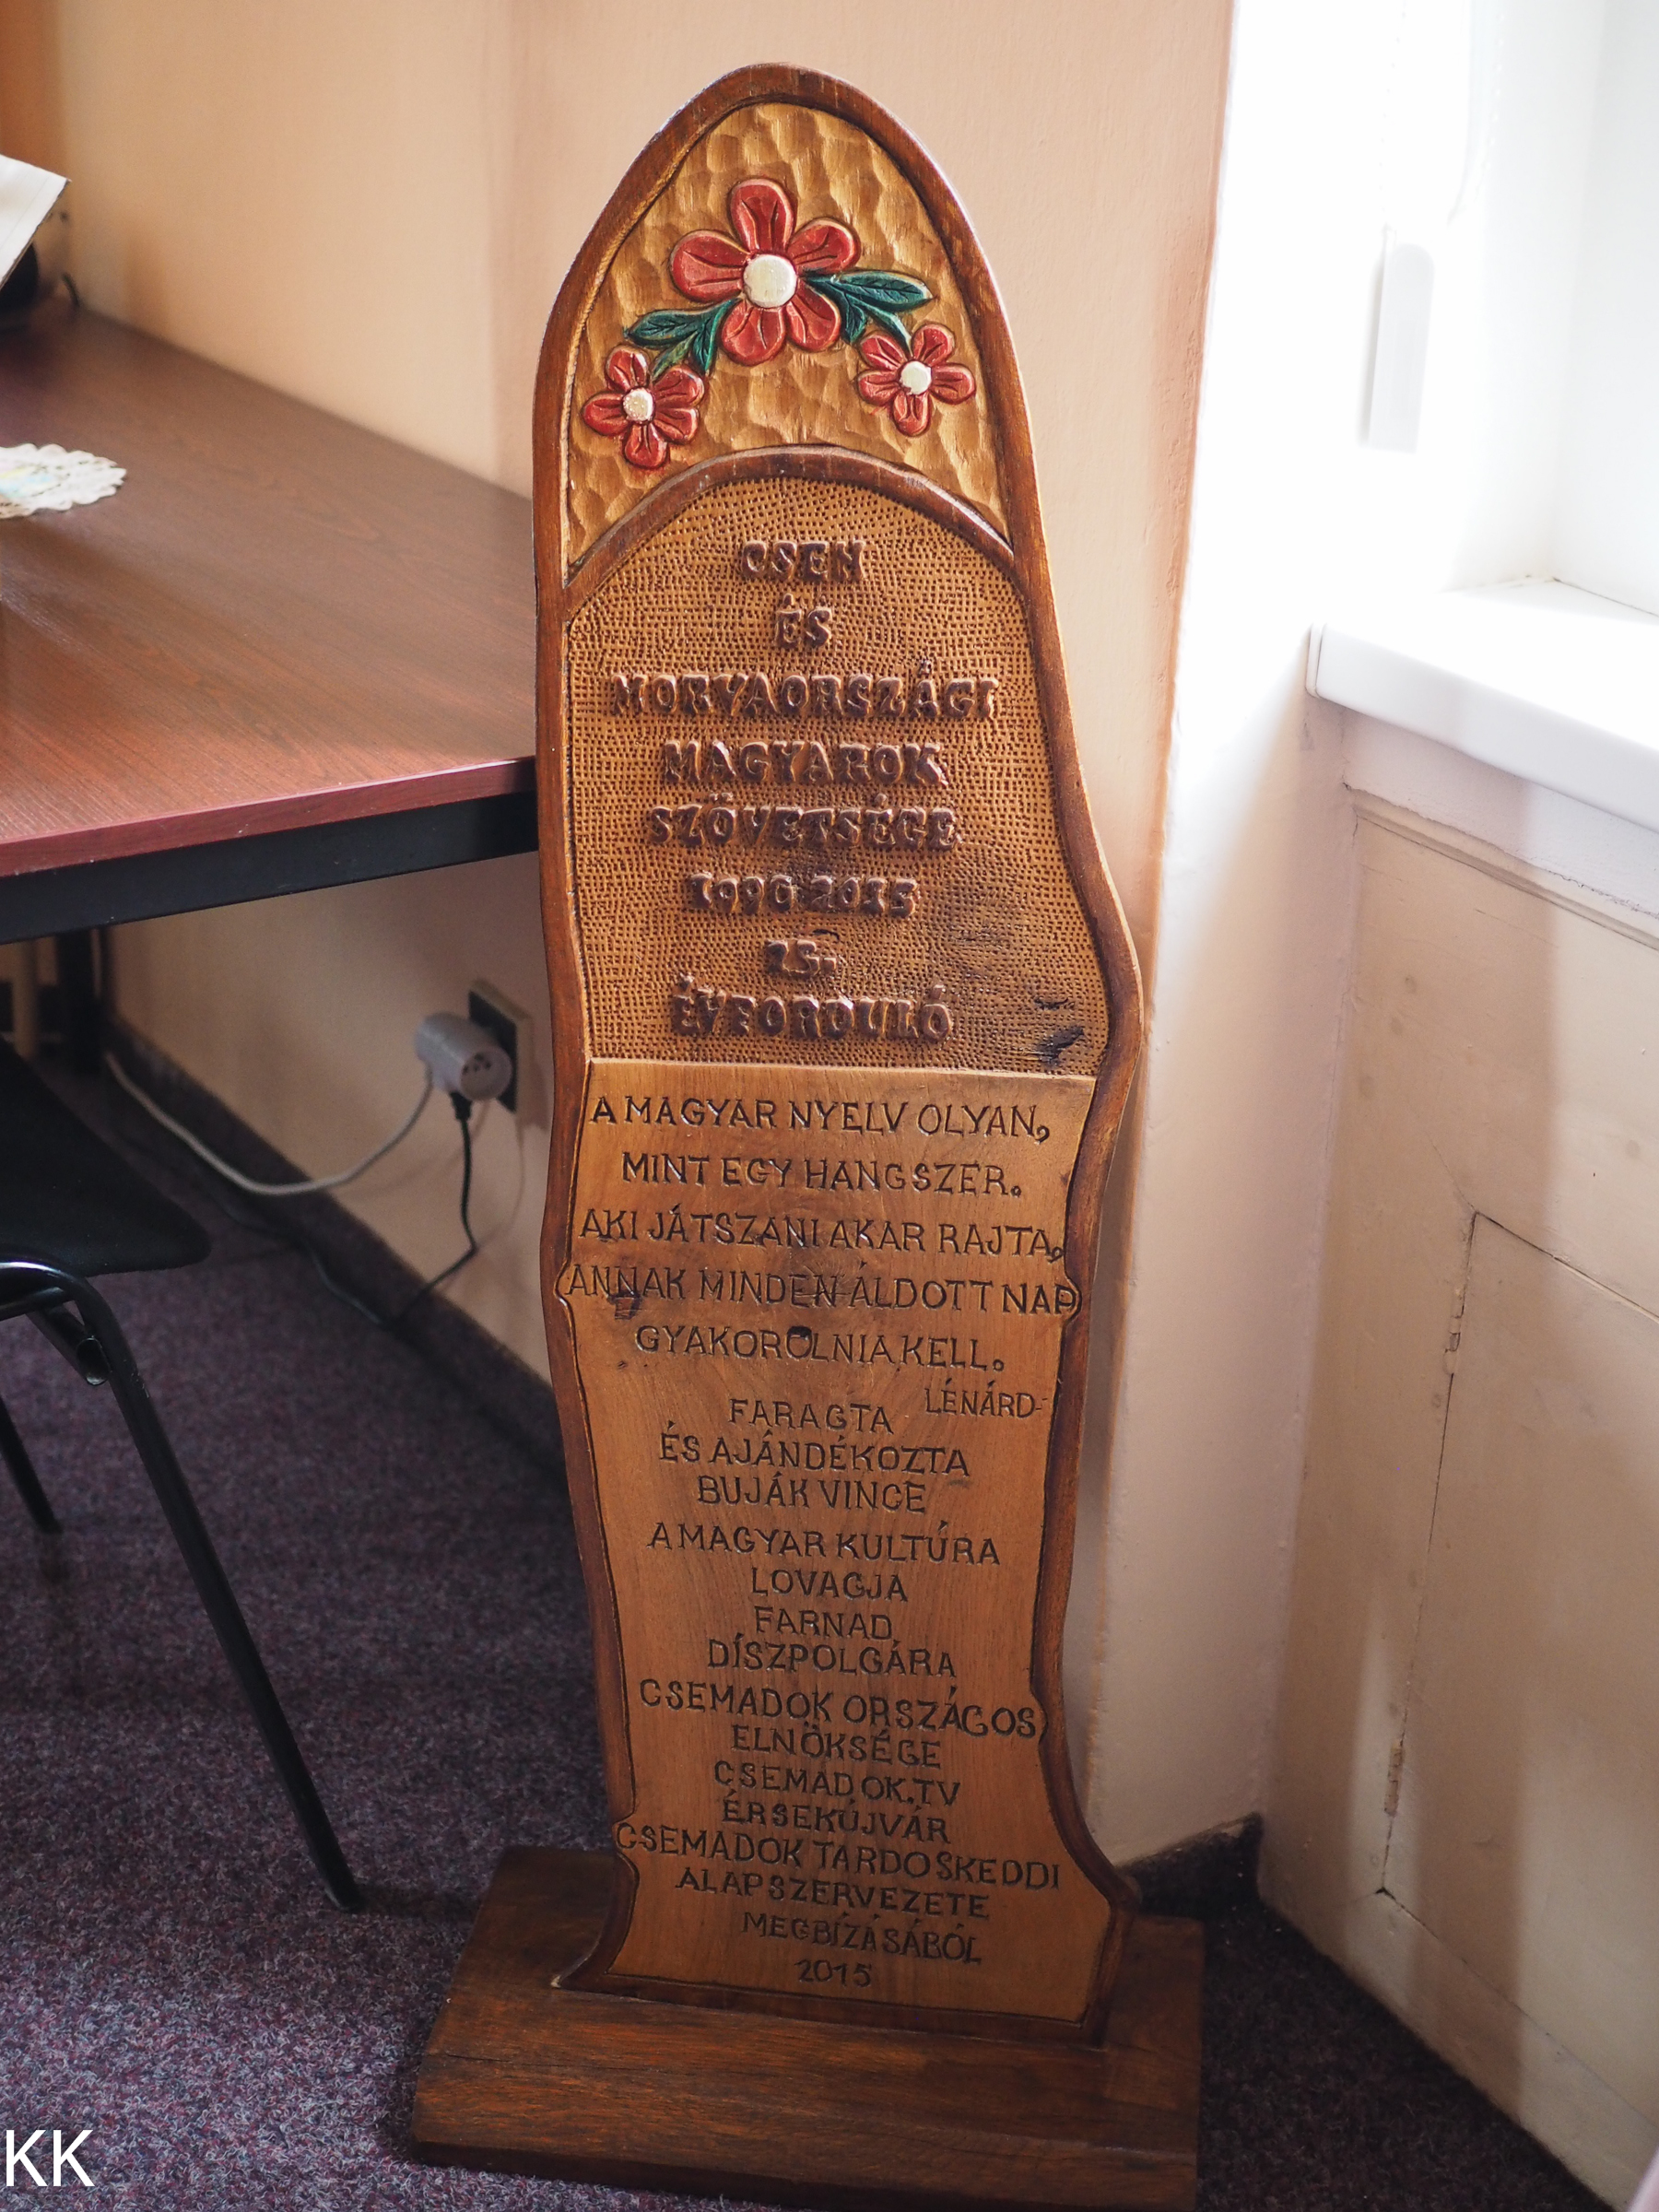 CSEH
ÉS
MORVAORSZÁGI
MAGYAROK
SZÖVETSÉGE
1990-2015
25.
ÉVFORDULÓ
A MAGYAR NYELV OLYAN,
MINT EGY HANGSZER.
AKI JÁTSZANI AKAR RAJTA,
ANNAK MINDEN ÁLDOTT NAP
GYAKOROLNIA KELL.
LÉNÁRD-
FARAGTA
ÉS AJÁNDÉKOZTA
BUJÁK VINCE
A MAGYAR KULTÚRA
LOVAGJA
FARNAD
DÍSZPOLGÁRA
CSEMADOK ORSZÁGOS
ELNÖKSÉGE
CSEMADOK.TV
ÉRSEKÚJVÁR
CSEMADOK TARDOSKEDDI
ALAPSZERVEZETE
MEGBÍZÁSÁBÓL
2015
KK